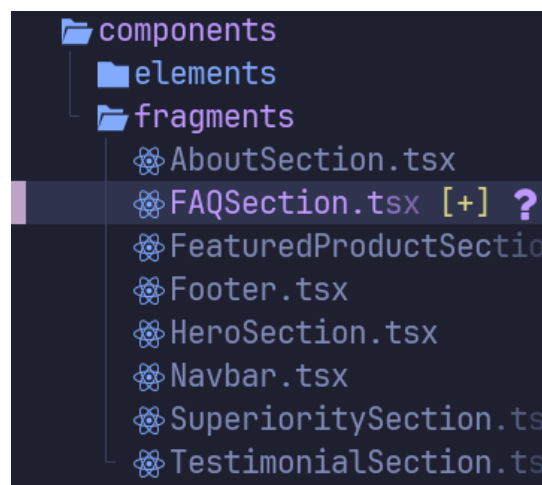 components
elements
fragments
AboutSection.tsx
FAQSection.tsx [+] ?
FeaturedProductSectio
Footer.tsx
HeroSection.tsx
Navbar.tsx
SuperioritySection.ts
TestimonialSection.ts